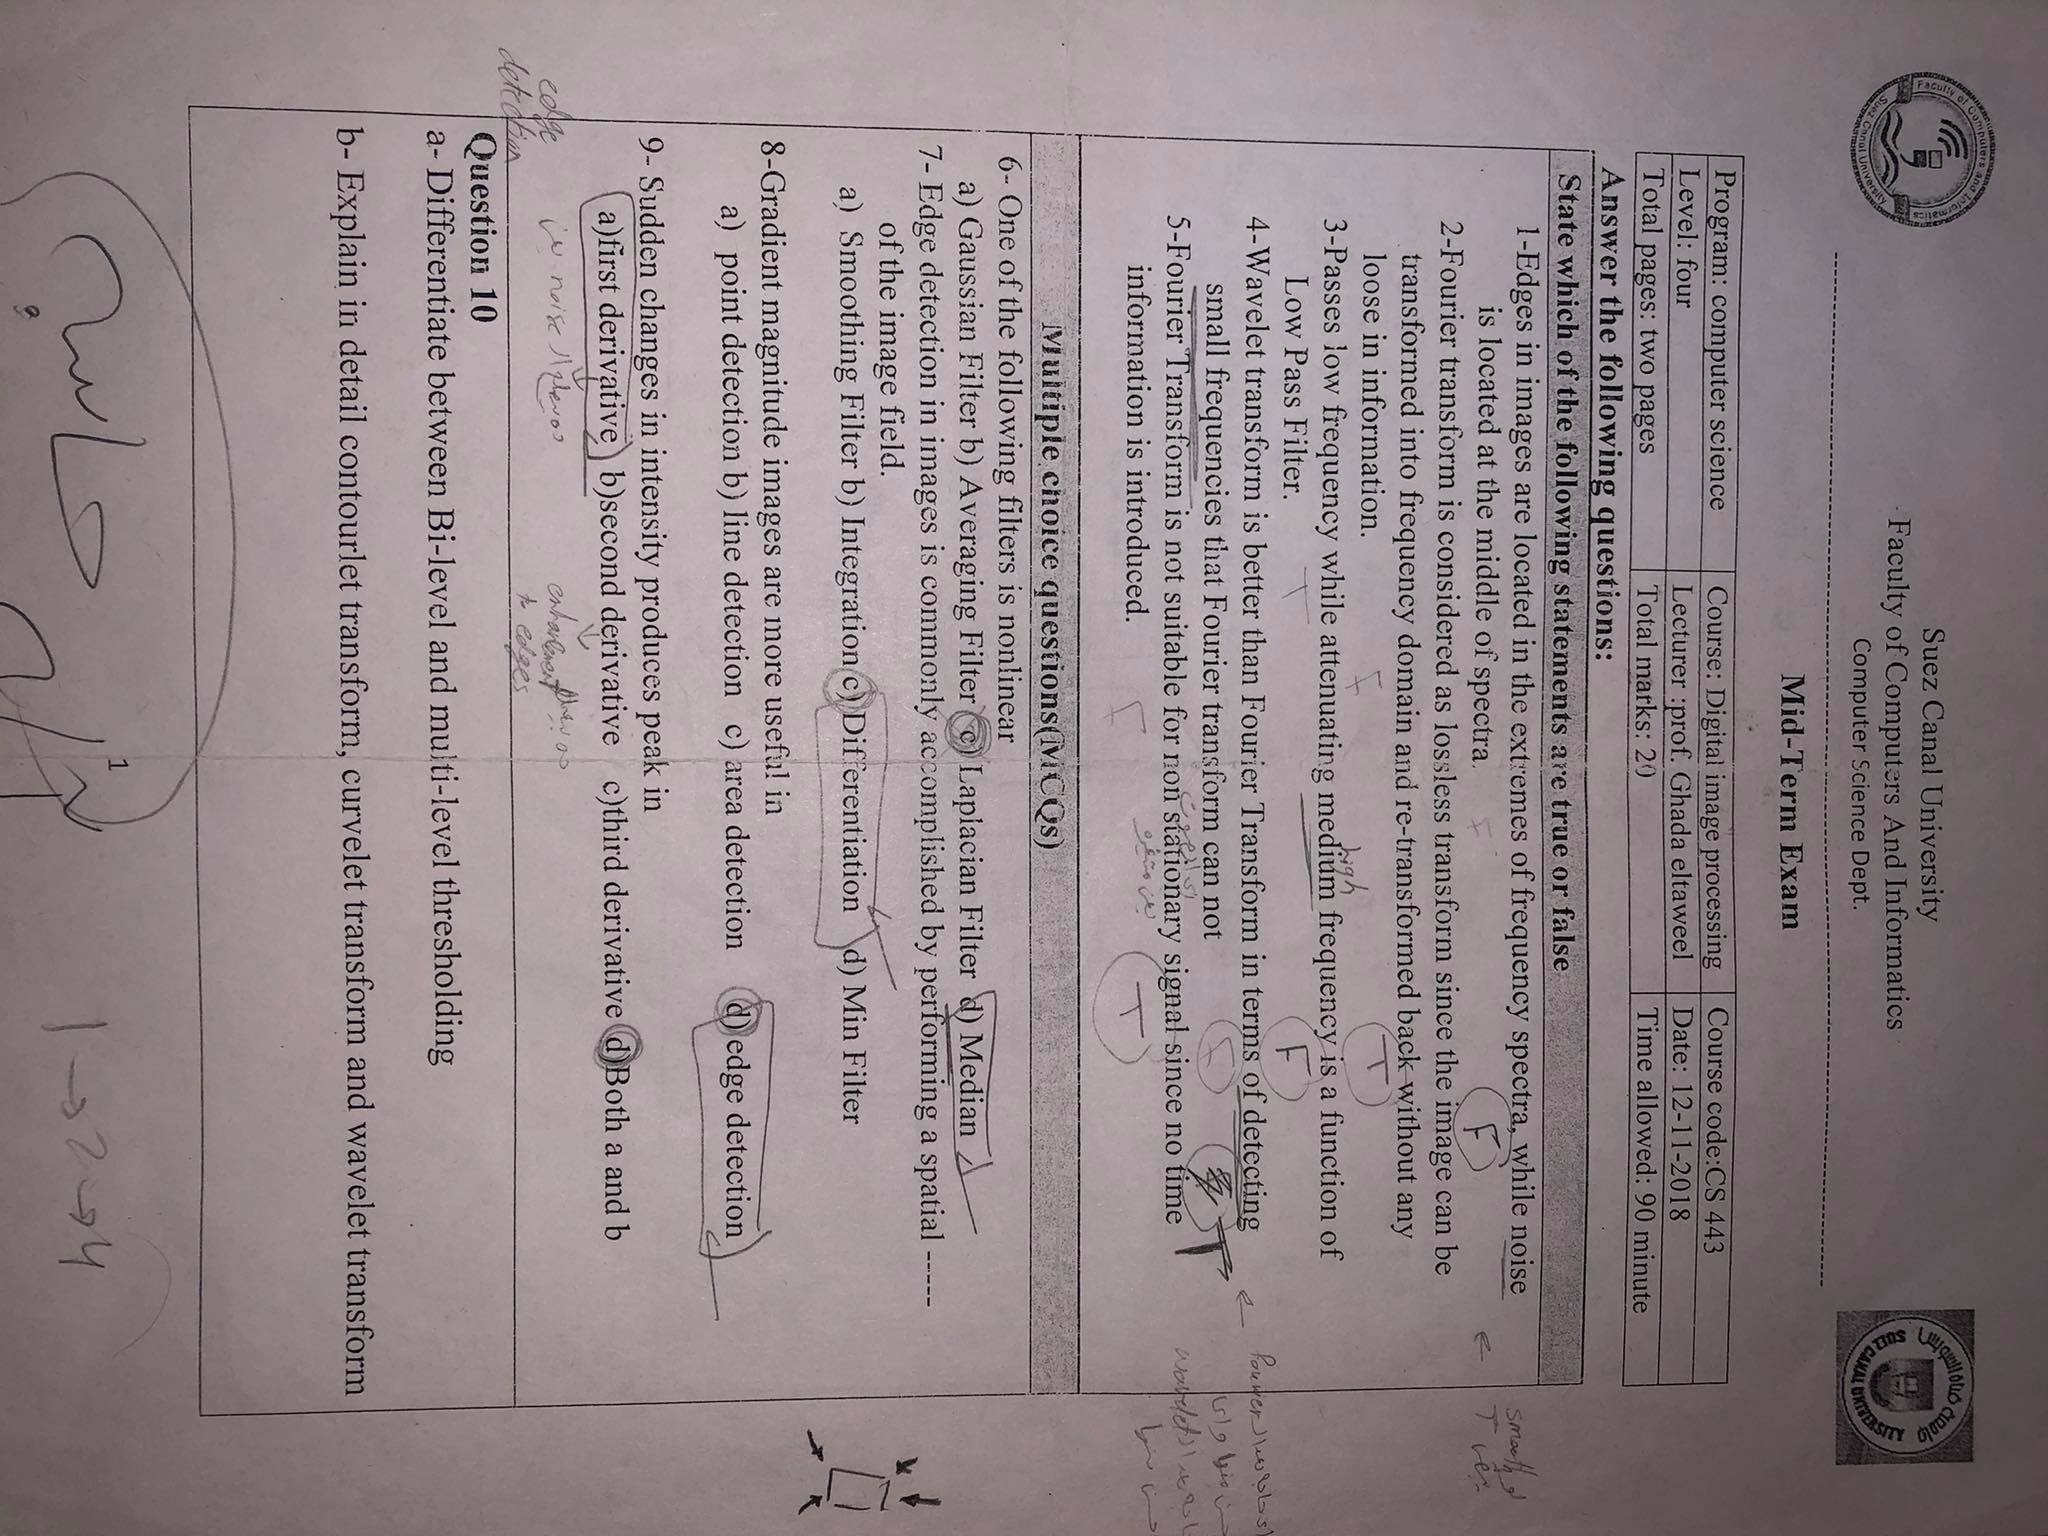 Faculty of Computers and Informatics
Suez Canal University
جامعة قناة السويس
SUEZ CANAL UNIVERSITY
Suez Canal University
Faculty of Computers And Informatics
Computer Science Dept.
Mid-Term Exam
Program: computer science Course: Digital image processing Course code:CS 443
Level: four Lecturer :prof. Ghada eltaweel Date: 12-11-2018
Total pages: two pages Total marks: 20 Time allowed: 90 minute
Answer the following questions:
State which of the following statements are true or false
1-Edges in images are located in the extremes of frequency spectra, while noise
is located at the middle of spectra. F F
smooth لو
T
2-Fourier transform is considered as lossless transform since the image can be
transformed into frequency domain and re-transformed back without any
loose in information. F T
high
3-Passes low frequency while attenuating medium frequency is a function of
Low Pass Filter. T F
4-Wavelet transform is better than Fourier Transform in terms of detecting
small frequencies that Fourier transform can not F T
5-Fourier Transform is not suitable for non stationary signal since no time
information is introduced. F T
Multiple choice questions(MCQs)
6- One of the following filters is nonlinear
a) Gaussian Filter b) Averaging Filter c) Laplacian Filter d) Median
7- Edge detection in images is commonly accomplished by performing a spatial -----
of the image field.
a) Smoothing Filter b) Integration c) Differentiation d) Min Filter
8-Gradient magnitude images are more useful in
a) point detection b) line detection c) area detection d) edge detection
9- Sudden changes in intensity produces peak in
a)first derivative b)second derivative c)third derivative d)Both a and b
edge
detection
noise
enhancement
to edges
Question 10
a- Differentiate between Bi-level and multi-level thresholding
b- Explain in detail contourlet transform, curvelet transform and wavelet transform
1
1→2→4